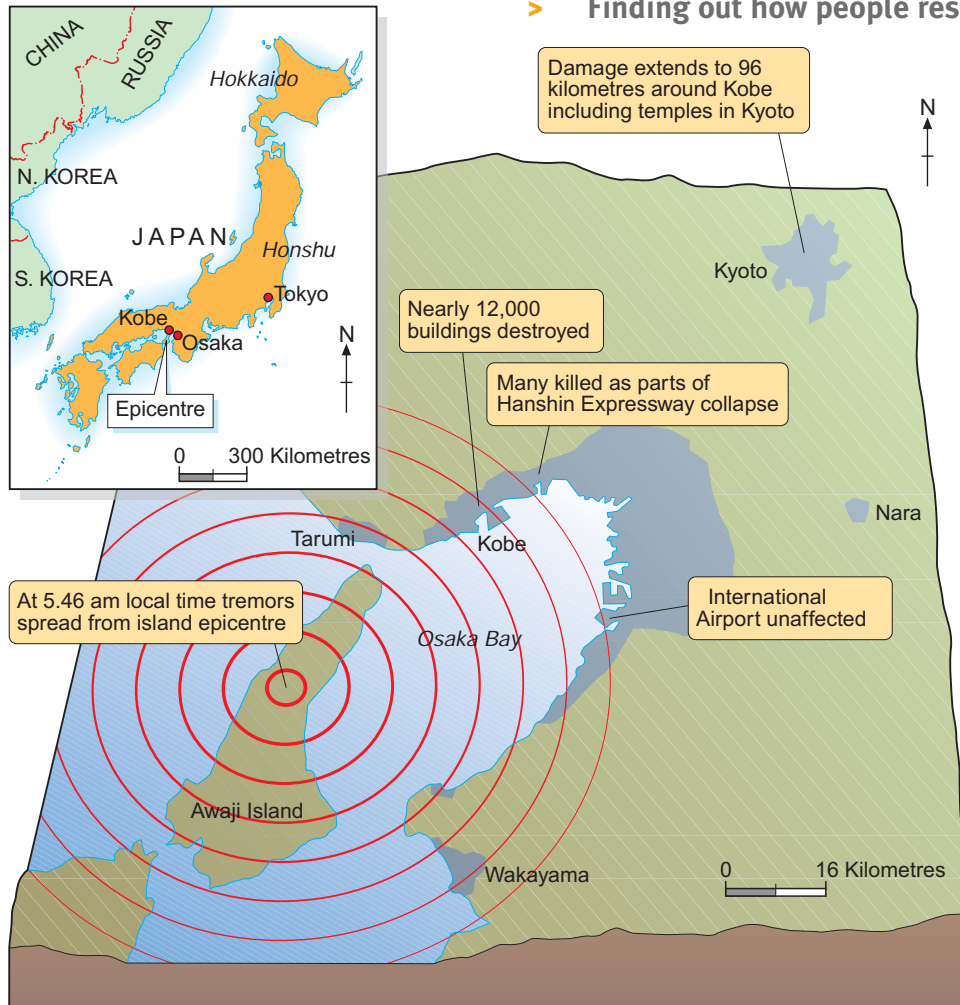 > Finding out how people res
CHINA
RUSSIA
Hokkaido
N. KOREA
JAPAN
Honshu
S. KOREA
Tokyo
Kobe
Osaka
N
Epicentre
0 300 Kilometres
Damage extends to 96
kilometres around Kobe
including temples in Kyoto
N
Kyoto
Nearly 12,000
buildings destroyed
Many killed as parts of
Hanshin Expressway collapse
Nara
Tarumi
Kobe
At 5.46 am local time tremors
spread from island epicentre
Osaka Bay
International
Airport unaffected
Awaji Island
Wakayama
0 16 Kilometres